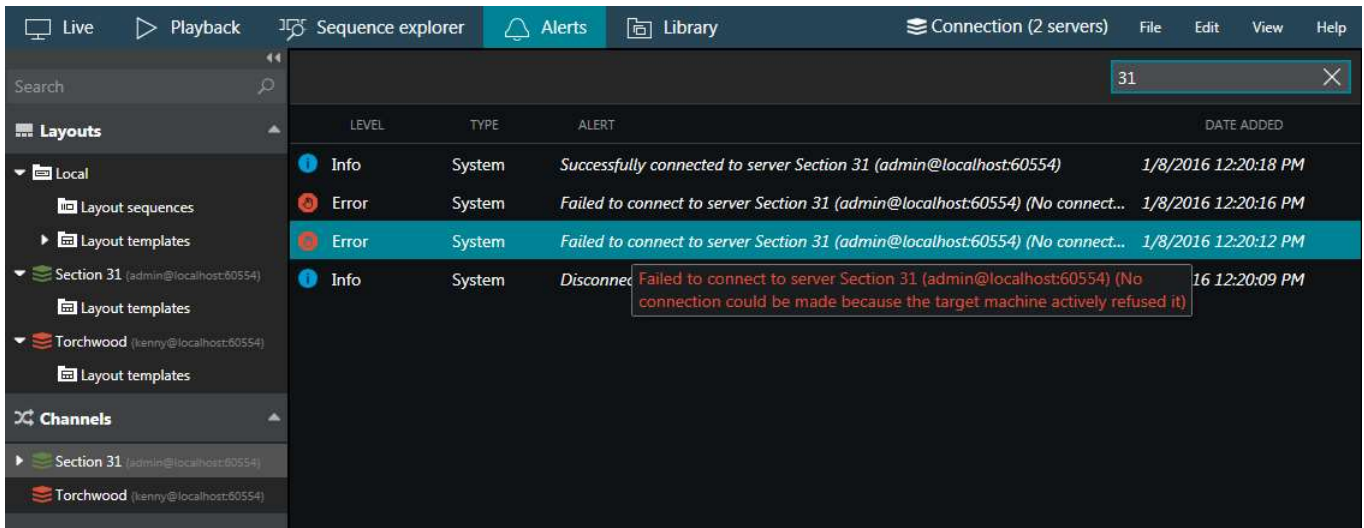 Live Playback Sequence explorer Alerts Library Connection (2 servers) File Edit View Help
Search
31
Layouts
LEVEL TYPE ALERT DATE ADDED
Info System Successfully connected to server Section 31 (admin@localhost:60554) 1/8/2016 12:20:18 PM
Local
Layout sequences
Error System Failed to connect to server Section 31 (admin@localhost:60554) (No connect... 1/8/2016 12:20:16 PM
Layout templates
Error System Failed to connect to server Section 31 (admin@localhost:60554) (No connect... 1/8/2016 12:20:12 PM
Section 31 (admin@localhost:60554)
Info System Disconnec 16 12:20:09 PM
Failed to connect to server Section 31 (admin@localhost:60554) (No
connection could be made because the target machine actively refused it)
Layout templates
Torchwood (kenny@localhost:60554)
Layout templates
Channels
Section 31 (admin@localhost:60554)
Torchwood (kenny@localhost:60554)